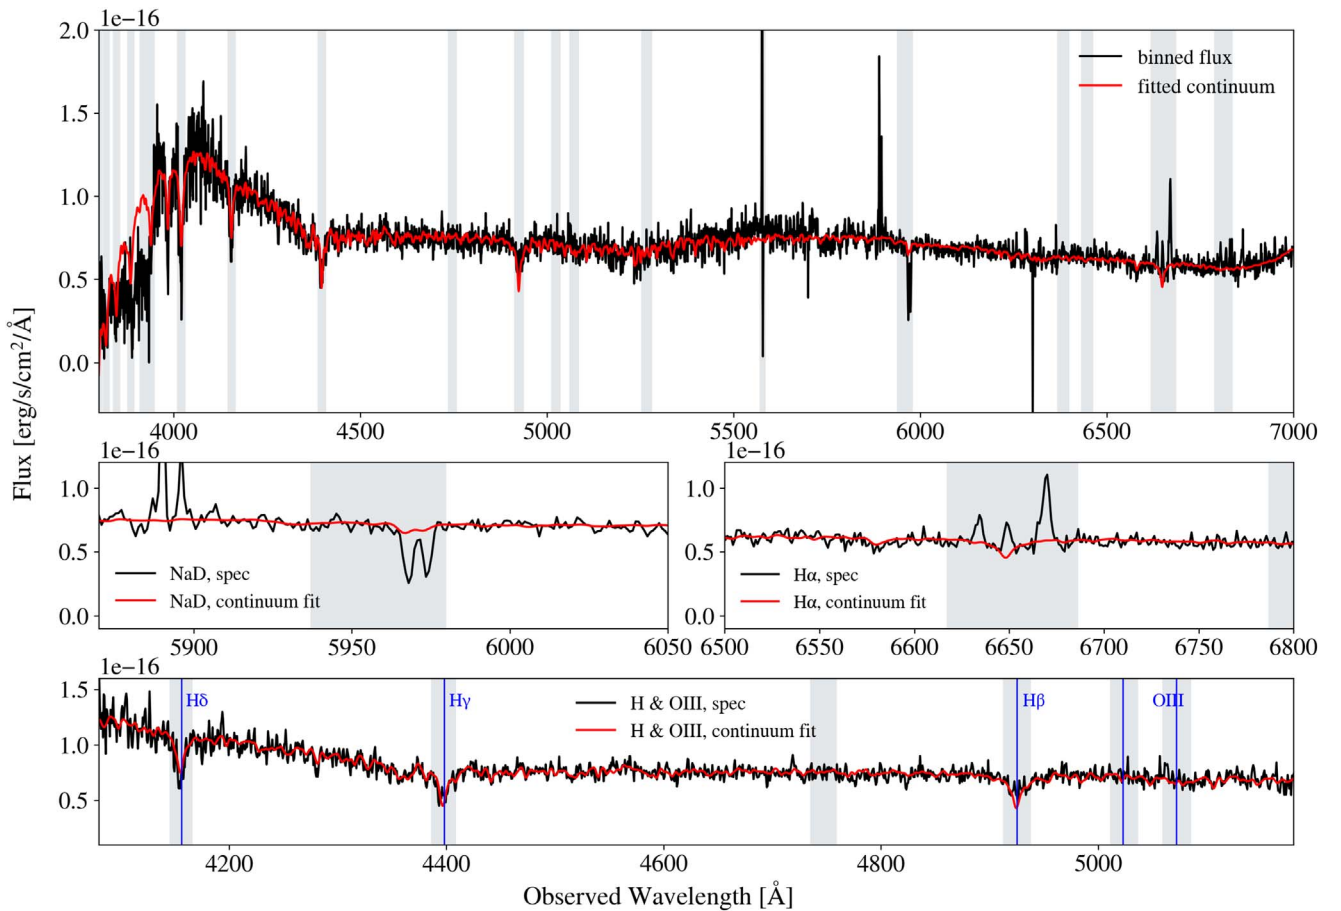 1e−16
2.0
1.5
1.0
0.5
0.0
binned flux
fitted continuum
4000 4500 5000 5500 6000 6500 7000
Flux [erg/s/cm²/Å]
1e−16
1.0
0.5
0.0
NaD, spec
NaD, continuum fit
5900 5950 6000 6050
1e−16
1.0
0.5
0.0
Hα, spec
Hα, continuum fit
6500 6550 6600 6650 6700 6750 6800
1e−16
1.5
1.0
0.5
Hδ
Hγ
H & OIII, spec
H & OIII, continuum fit
Hβ
OIII
4200 4400 4600 4800 5000
Observed Wavelength [Å]